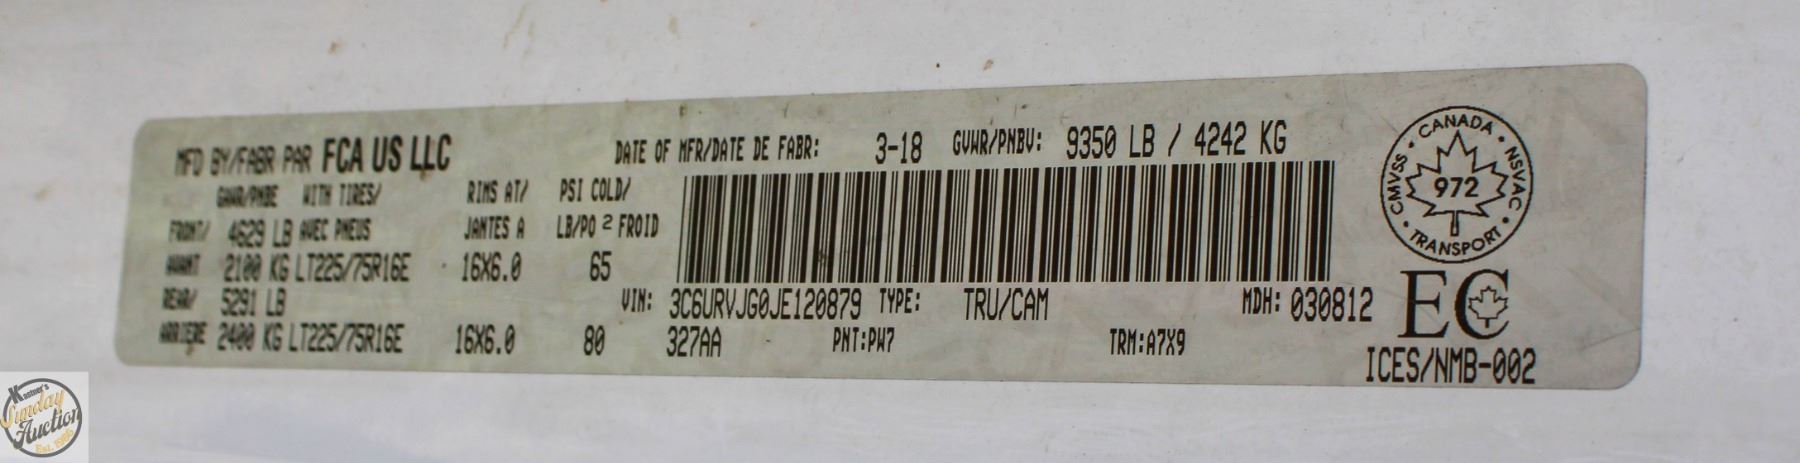 MFD BY/FABR PAR FCA US LLC
DATE OF MFR/DATE DE FABR: 3-18 GVWR/PNBV: 9350 LB / 4242 KG
GAWR/PNBE WITH TIRES/ RIMS AT/ PSI COLD/
FRONT/ 4629 LB AVEC PNEUS JANTES A LB/PO 2 FROID
AVANT 2100 KG LT225/75R16E 16X6.0 65
REAR/ 5291 LB
ARRIERE 2400 KG LT225/75R16E 16X6.0 80
VIN: 3C6URVJG0JE120879 TYPE: TRU/CAM MDH: 030812
327AA PNT:PW7 TRM:A7X9
CANADA
CMVSS NSVAC
972
TRANSPORT
EC
ICES/NMB-002
Kastner's
Sunday
Auction
Est. 1986